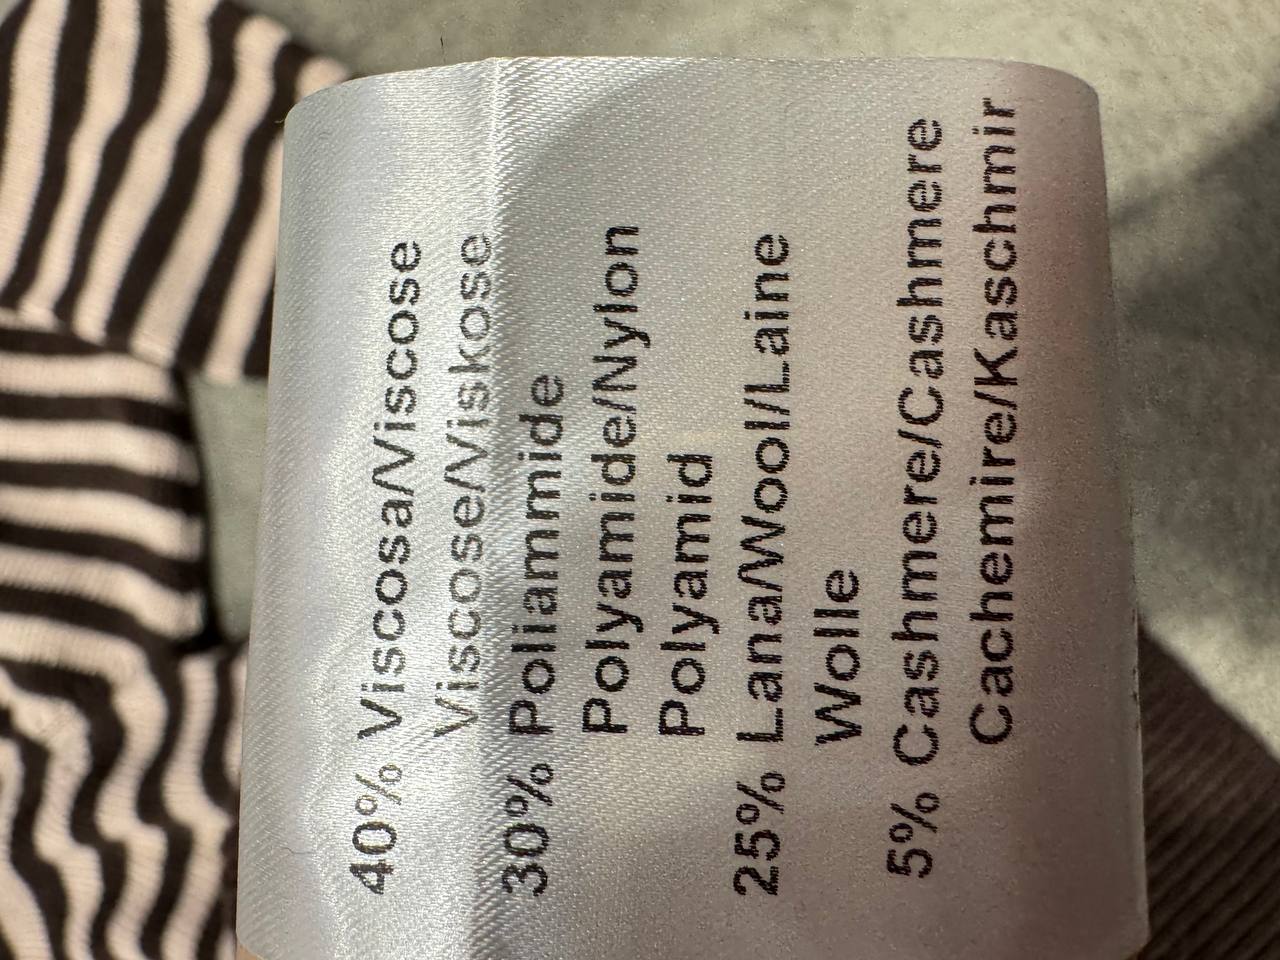 40% Viscosa/Viscose
Viscose/Viskose
30% Poliammide
Polyamide/Nylon
Polyamid
25% Lana/Wool/Laine
Wolle
5% Cashmere/Cashmere
Cachemire/Kaschmir